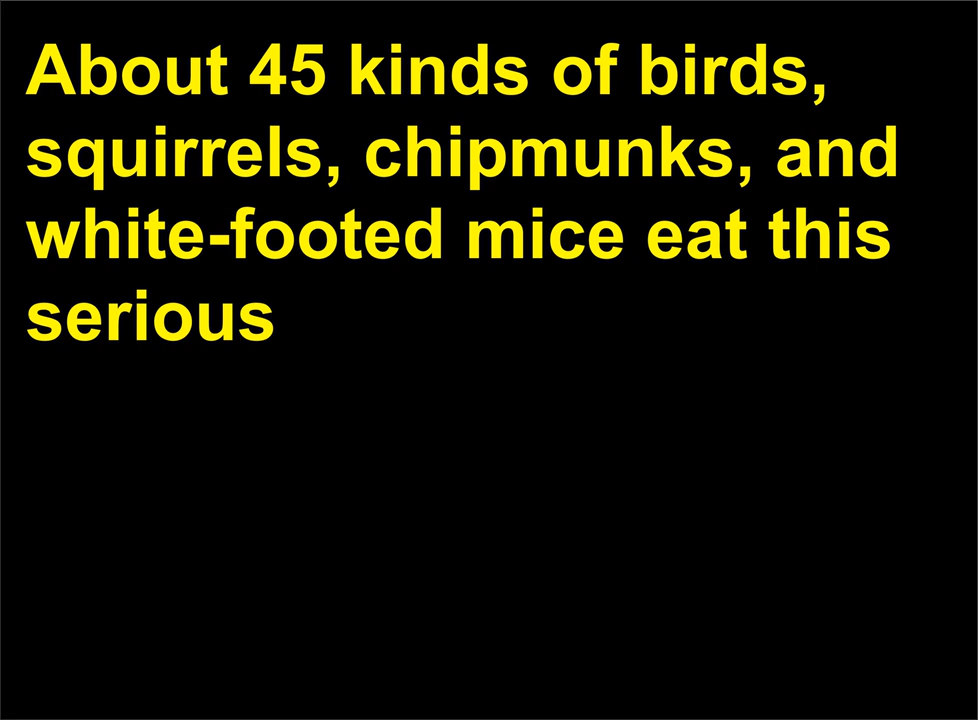 About 45 kinds of birds,
squirrels, chipmunks, and
white-footed mice eat this
serious